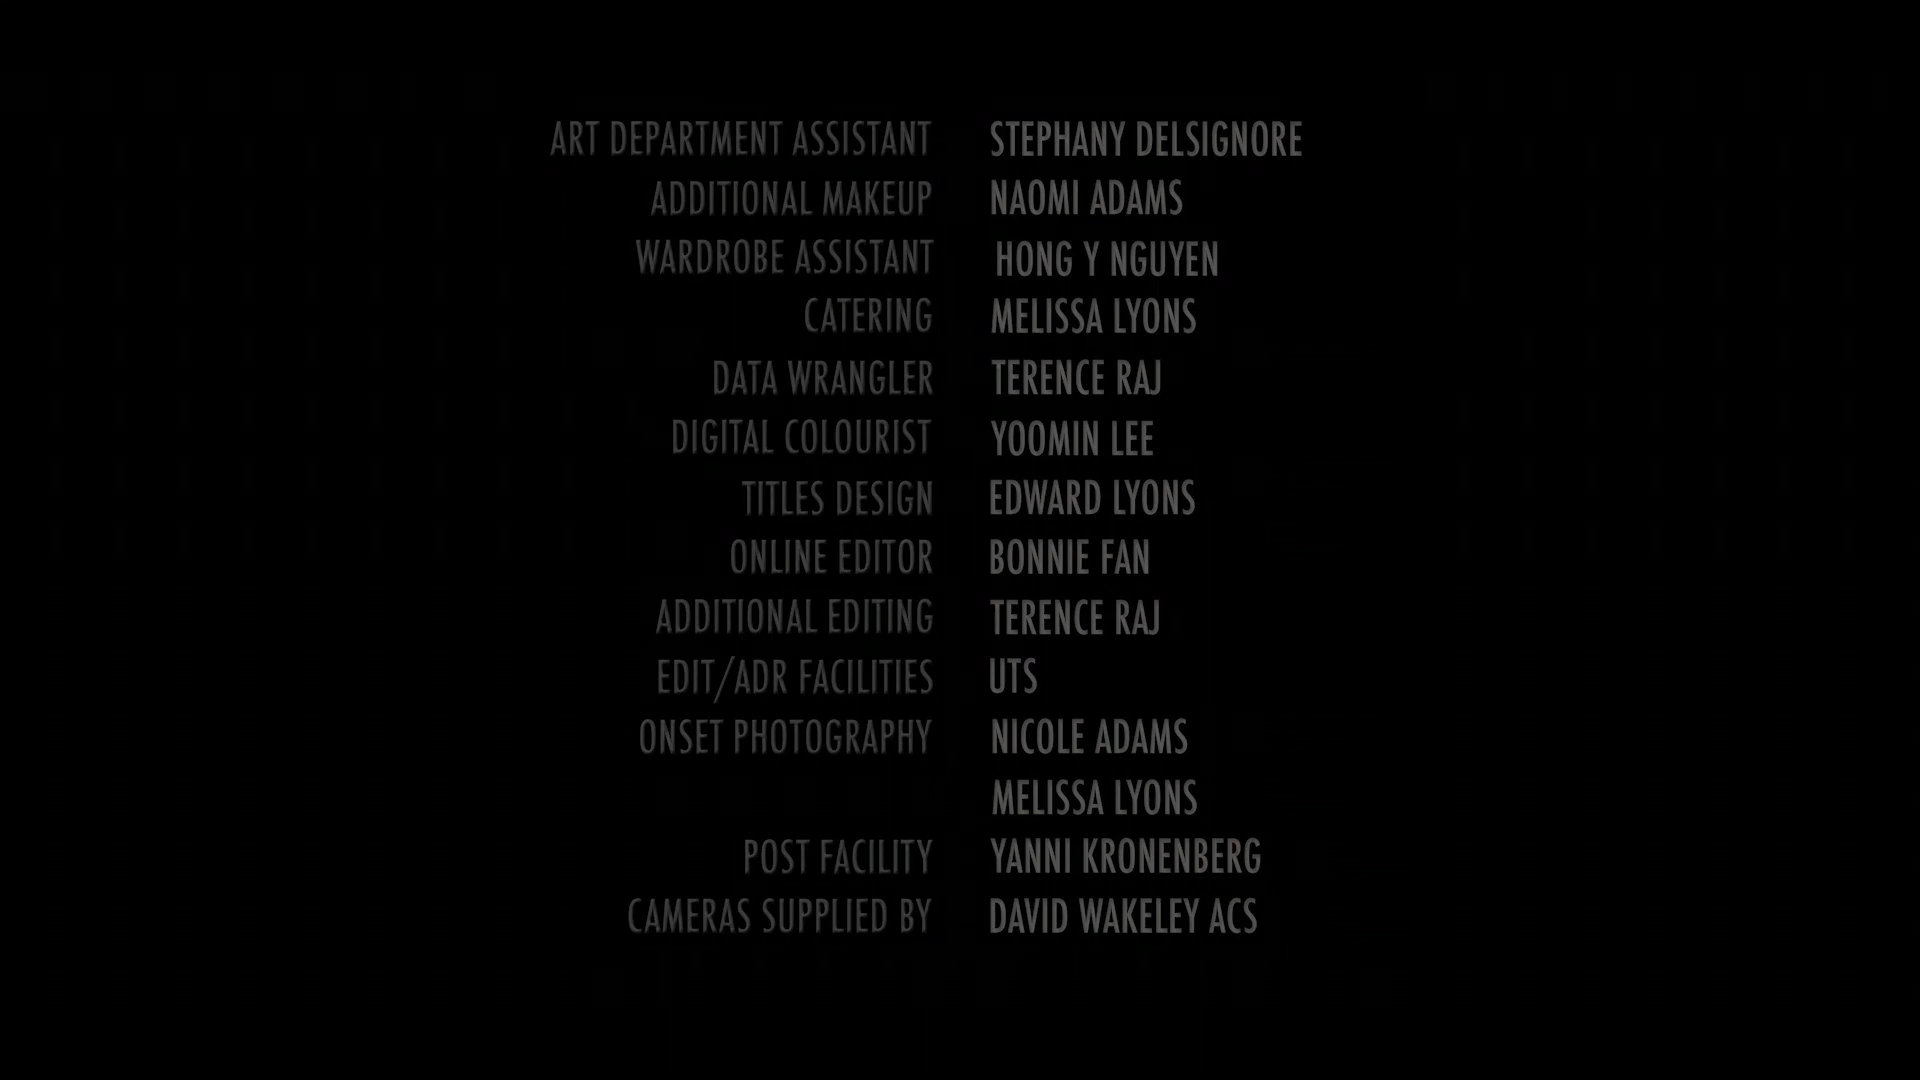 ART DEPARTMENT ASSISTANT STEPHANY DELSIGNORE
ADDITIONAL MAKEUP NAOMI ADAMS
WARDROBE ASSISTANT HONG Y NGUYEN
CATERING MELISSA LYONS
DATA WRANGLER TERENCE RAJ
DIGITAL COLOURIST YOOMIN LEE
TITLES DESIGN EDWARD LYONS
ONLINE EDITOR BONNIE FAN
ADDITIONAL EDITING TERENCE RAJ
EDIT/ADR FACILITIES UTS
ONSET PHOTOGRAPHY NICOLE ADAMS
MELISSA LYONS
POST FACILITY YANNI KRONENBERG
CAMERAS SUPPLIED BY DAVID WAKELEY ACS